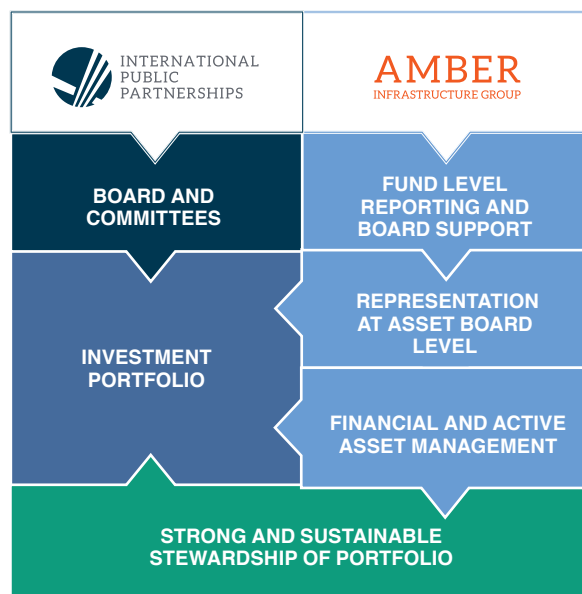 INTERNATIONAL
PUBLIC
PARTNERSHIPS
AMBER
INFRASTRUCTURE GROUP
BOARD AND
COMMITTEES
FUND LEVEL
REPORTING AND
BOARD SUPPORT
INVESTMENT
PORTFOLIO
REPRESENTATION
AT ASSET BOARD
LEVEL
FINANCIAL AND ACTIVE
ASSET MANAGEMENT
STRONG AND SUSTAINABLE
STEWARDSHIP OF PORTFOLIO